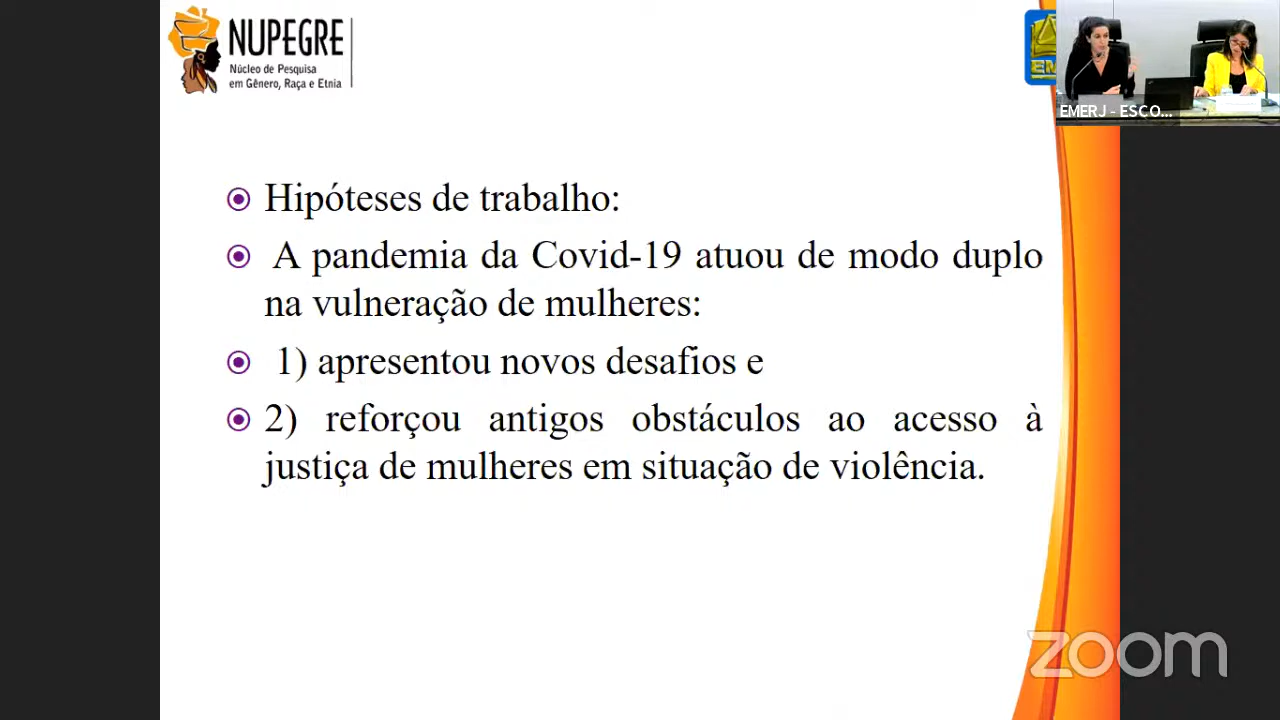 NUPEGRE
Núcleo de Pesquisa
em Gênero, Raça e Etnia
EMERJ - ESCO...
Hipóteses de trabalho:
A pandemia da Covid-19 atuou de modo duplo
na vulneração de mulheres:
1) apresentou novos desafios e
2) reforçou antigos obstáculos ao acesso à
justiça de mulheres em situação de violência.
zoom